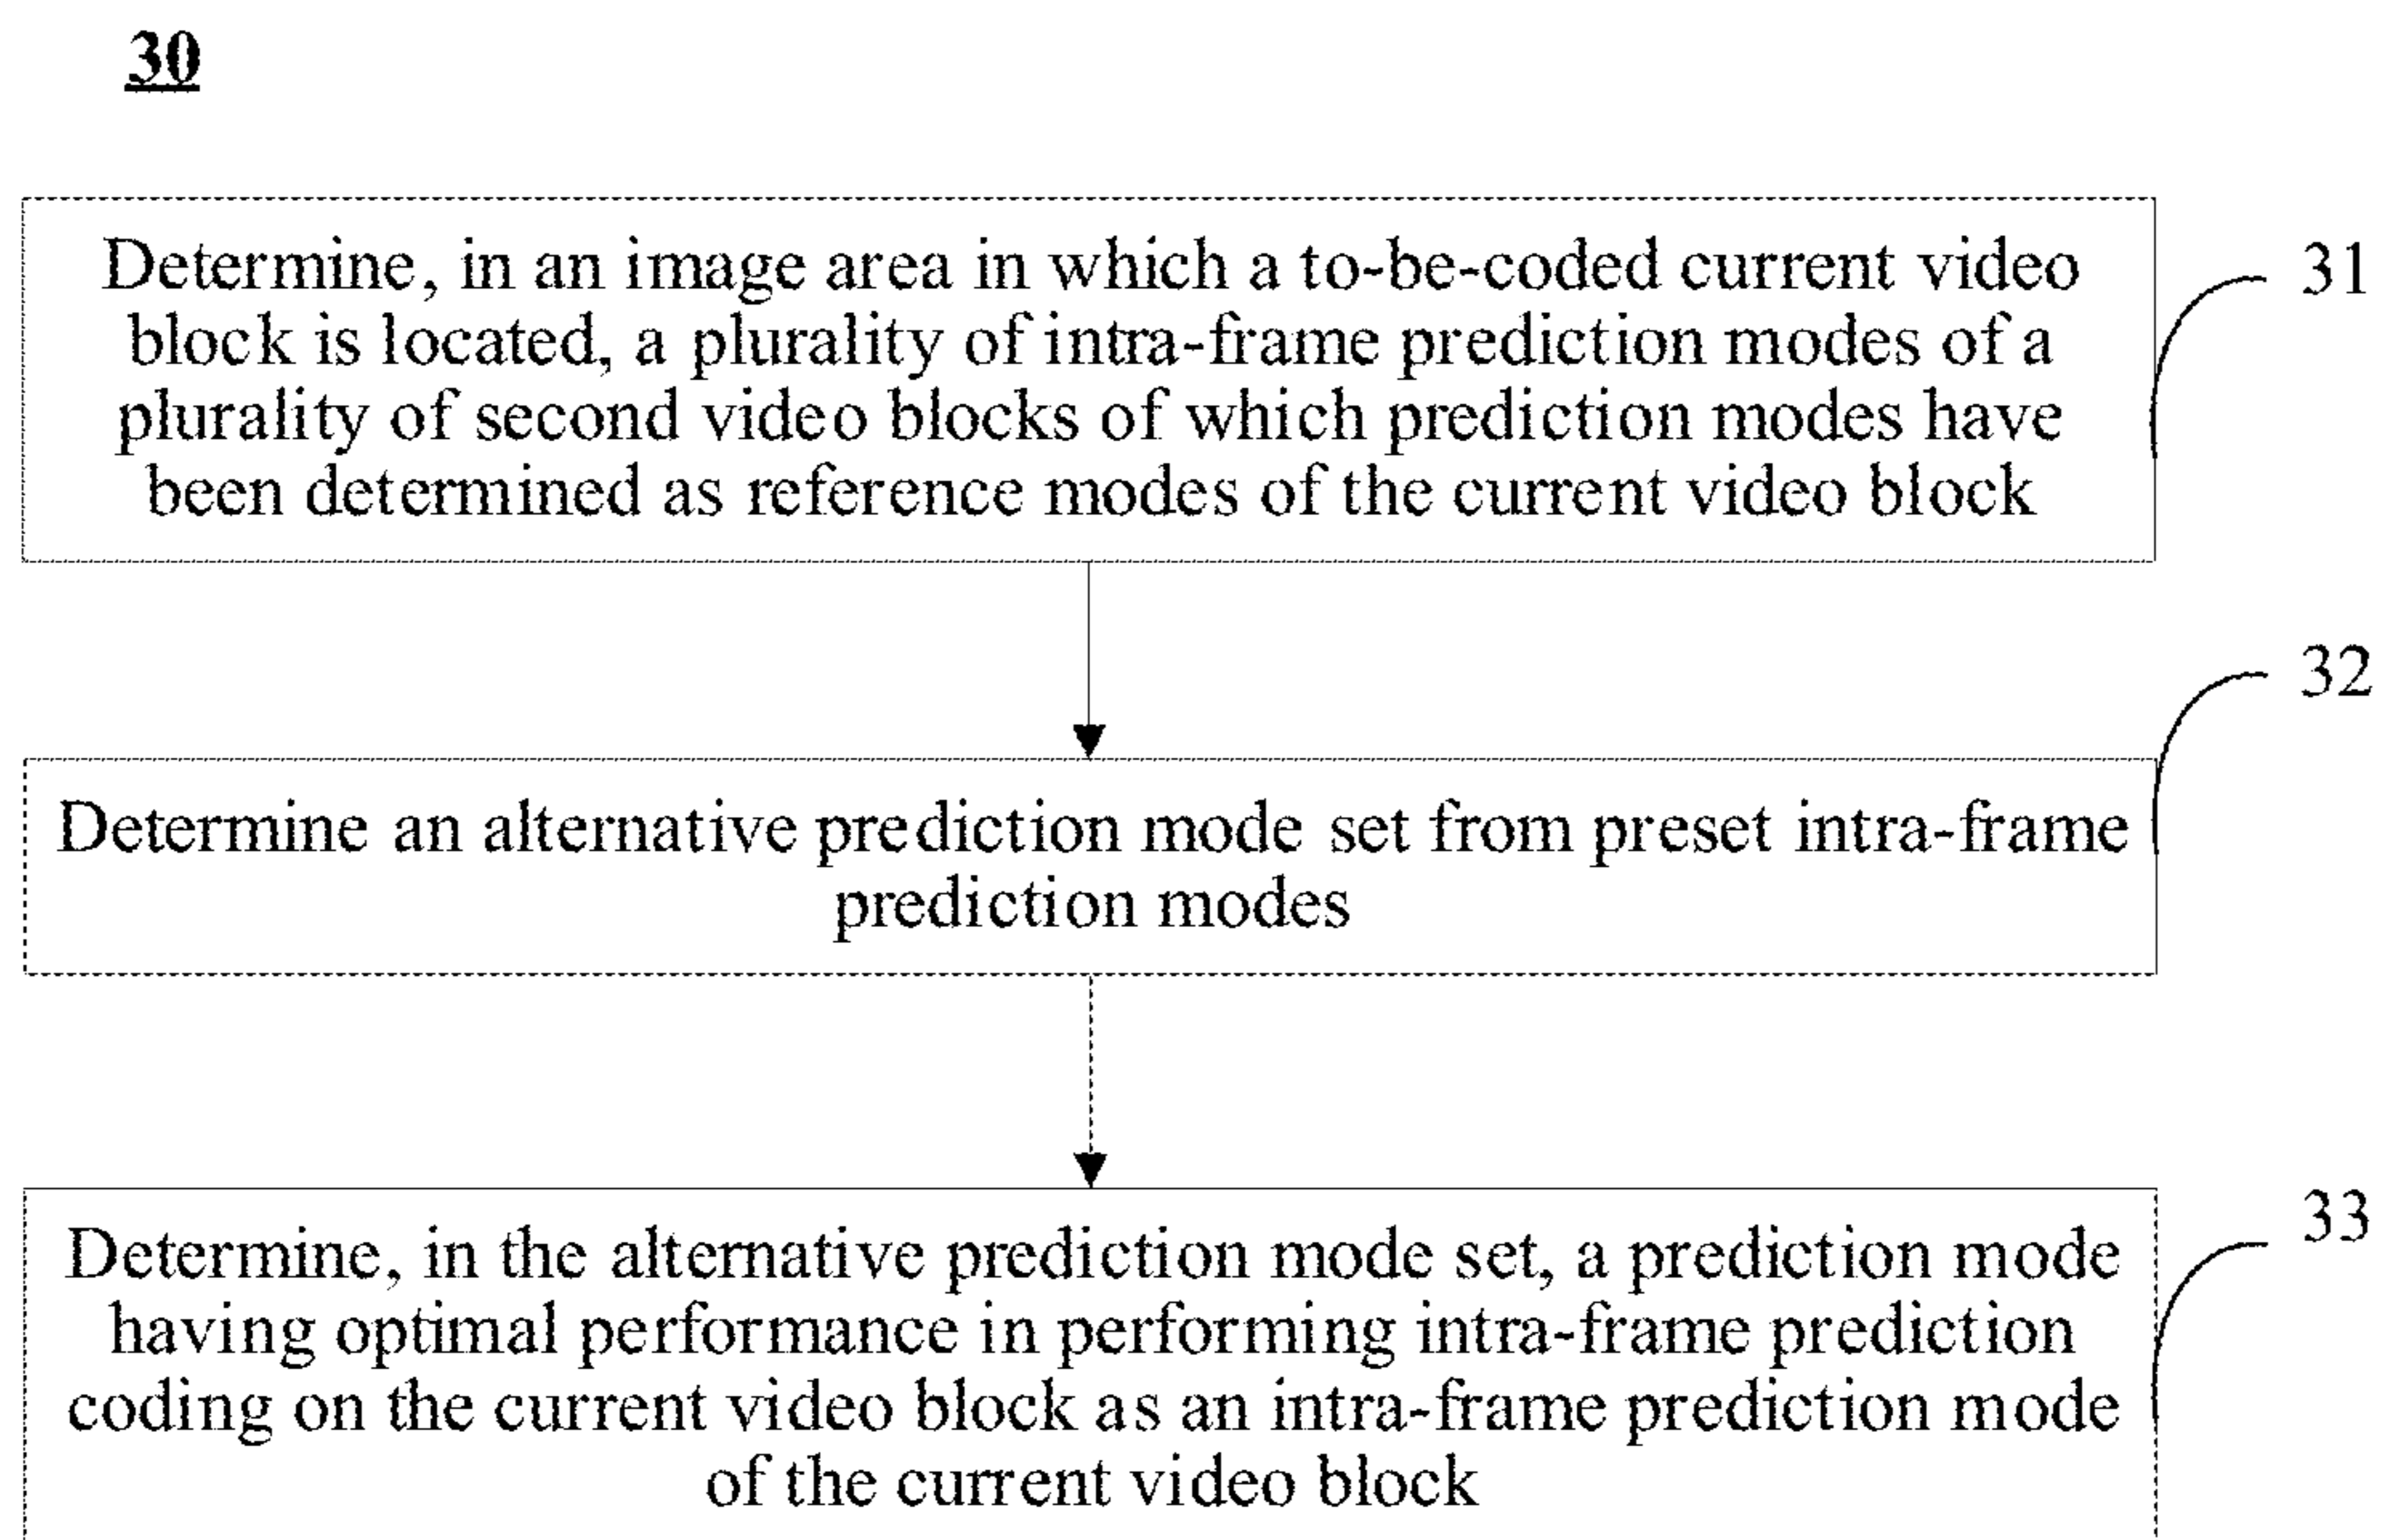 30
Determine, in an image area in which a to-be-coded current video
block is located, a plurality of intra-frame prediction modes of a
plurality of second video blocks of which prediction modes have
been determined as reference modes of the current video block
31
32
Determine an alternative prediction mode set from preset intra-frame
prediction modes
33
Determine, in the alternative prediction mode set, a prediction mode
having optimal performance in performing intra-frame prediction
coding on the current video block as an intra-frame prediction mode
of the current video block